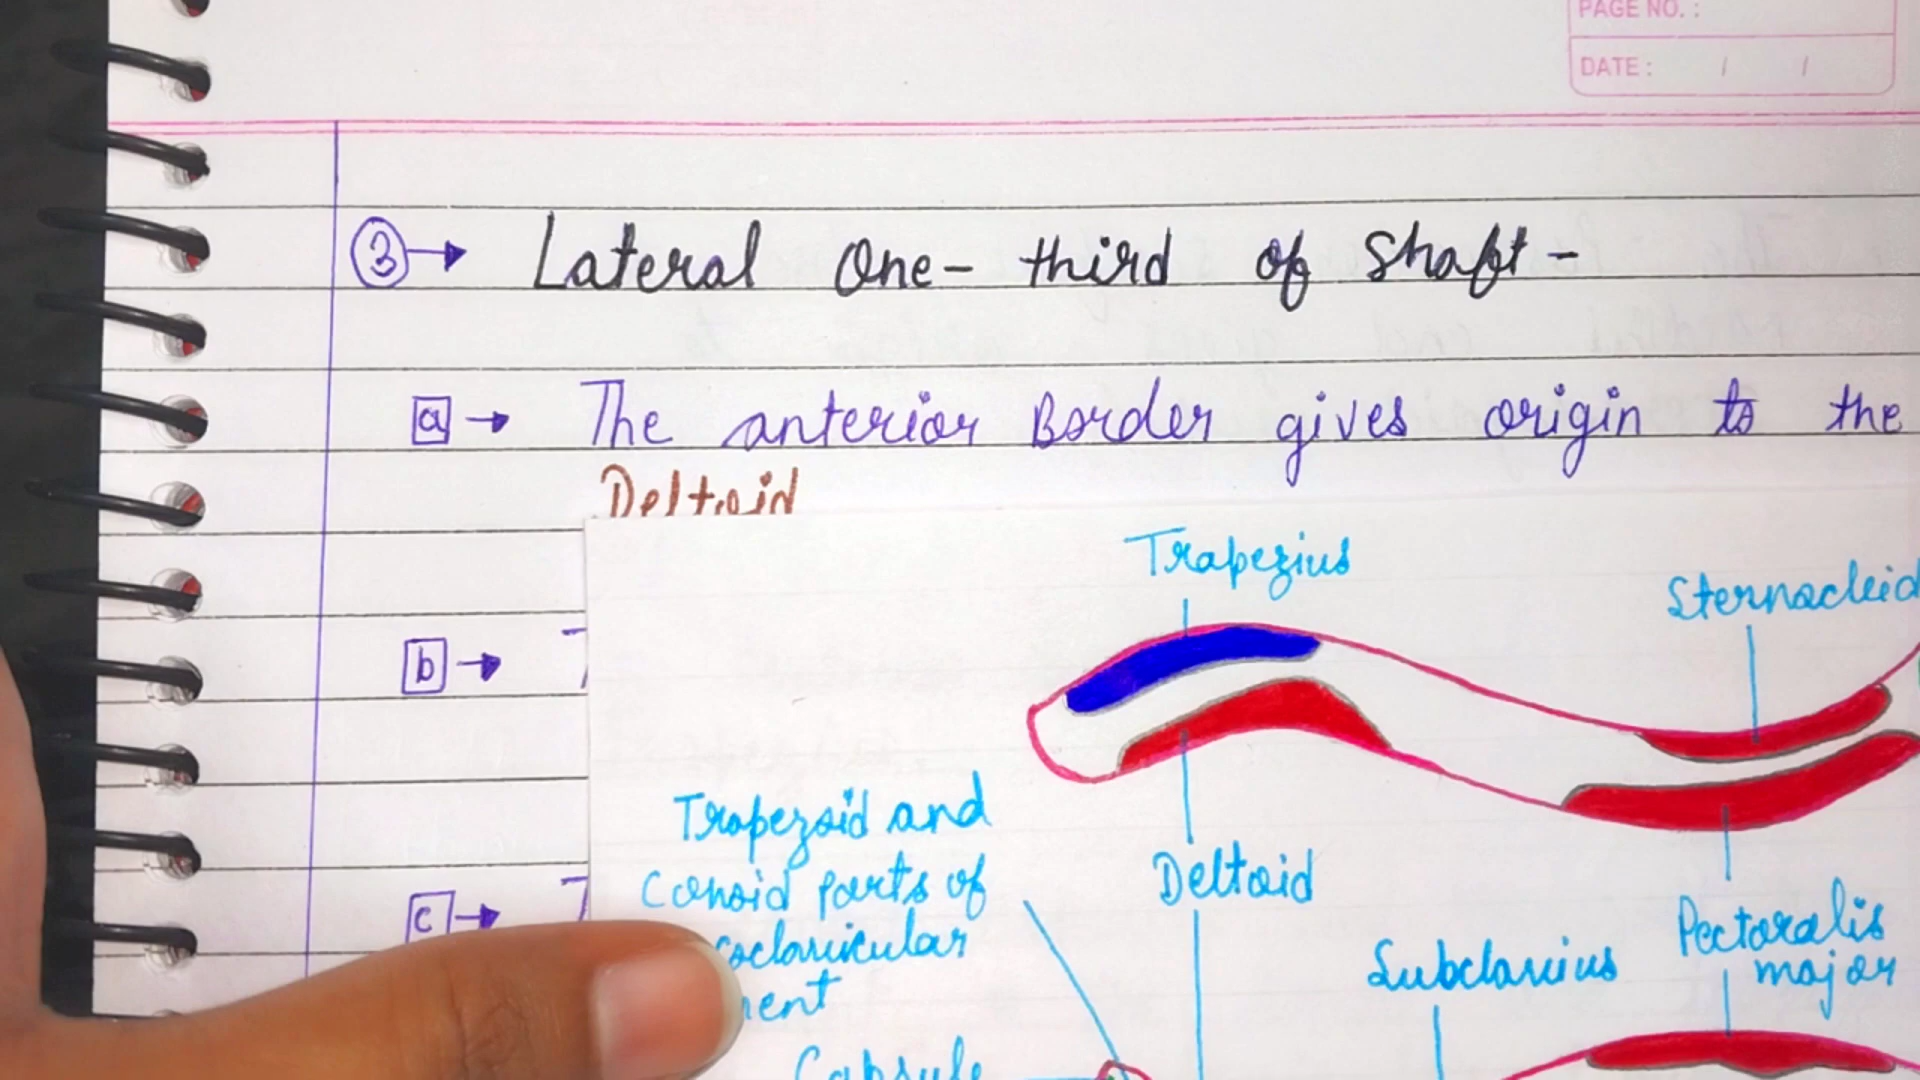 PAGE NO. :
DATE : / /
3 → Lateral One- third of shaft -
a → The anterior Border gives origin to the
Deltoid
b →
c →
Trapezius
Sternocleid
Trapezoid and
Conoid parts of
Deltoid
Pectoralis
major
Subclavius
Capsule